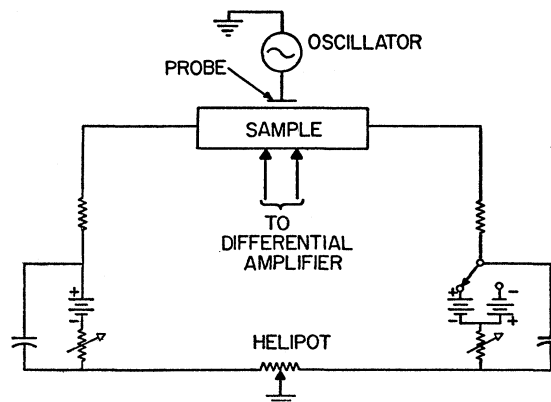 OSCILLATOR
PROBE
SAMPLE
TO
DIFFERENTIAL
AMPLIFIER
+
-
+
-
-
+
HELIPOT